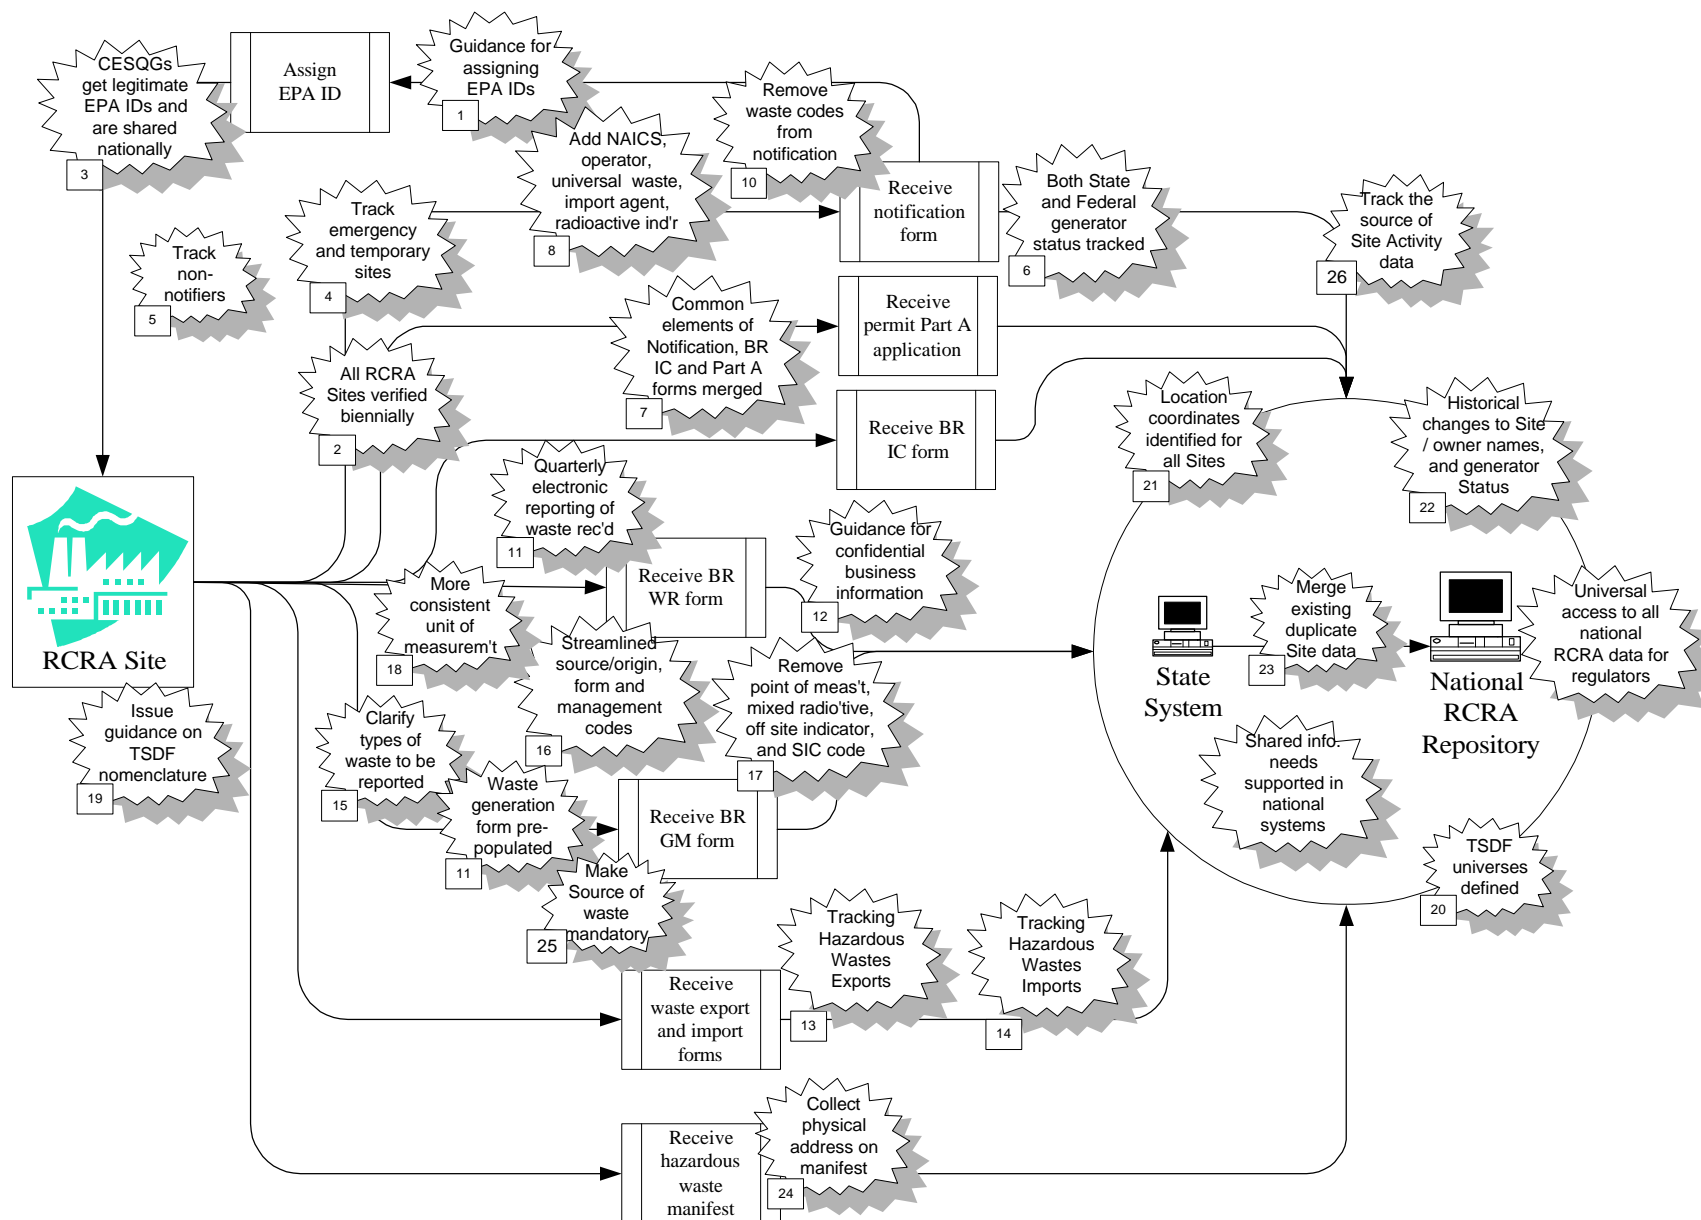 CESQGs
get legitimate
EPA IDs and
are shared
nationally
3
Assign
EPA ID
Guidance for
assigning
EPA IDs
1
Remove
waste codes
from
notification
10
Add NAICS,
operator,
universal waste,
import agent,
radioactive ind'r
8
Receive
notification
form
Both State
and Federal
generator
status tracked
6
Track the
source of
Site Activity
data
26
Track
emergency
and temporary
sites
4
Track
non-
notifiers
5
Common
elements of
Notification, BR
IC and Part A
forms merged
7
Receive
permit Part A
application
All RCRA
Sites verified
biennially
2
Receive BR
IC form
Location
coordinates
identified for
all Sites
21
Historical
changes to Site
/ owner names,
and generator
Status
22
RCRA Site
Quarterly
electronic
reporting of
waste rec'd
11
Receive BR
WR form
Guidance for
confidential
business
information
12
More
consistent
unit of
measurem't
18
Streamlined
source/origin,
form and
management
codes
16
Remove
point of meas't,
mixed radio'tive,
off site indicator,
and SIC code
17
State
System
Merge
existing
duplicate
Site data
23
National
RCRA
Repository
Universal
access to all
national
RCRA data for
regulators
Issue
guidance on
TSDF
nomenclature
19
Clarify
types of
waste to be
reported
15
Waste
generation
form pre-
populated
11
Receive BR
GM form
Shared info.
needs
supported in
national
systems
TSDF
universes
defined
20
Make
Source of
waste
mandatory
25
Receive
waste export
and import
forms
Tracking
Hazardous
Wastes
Exports
13
Tracking
Hazardous
Wastes
Imports
14
Receive
hazardous
waste
manifest
Collect
physical
address on
manifest
24